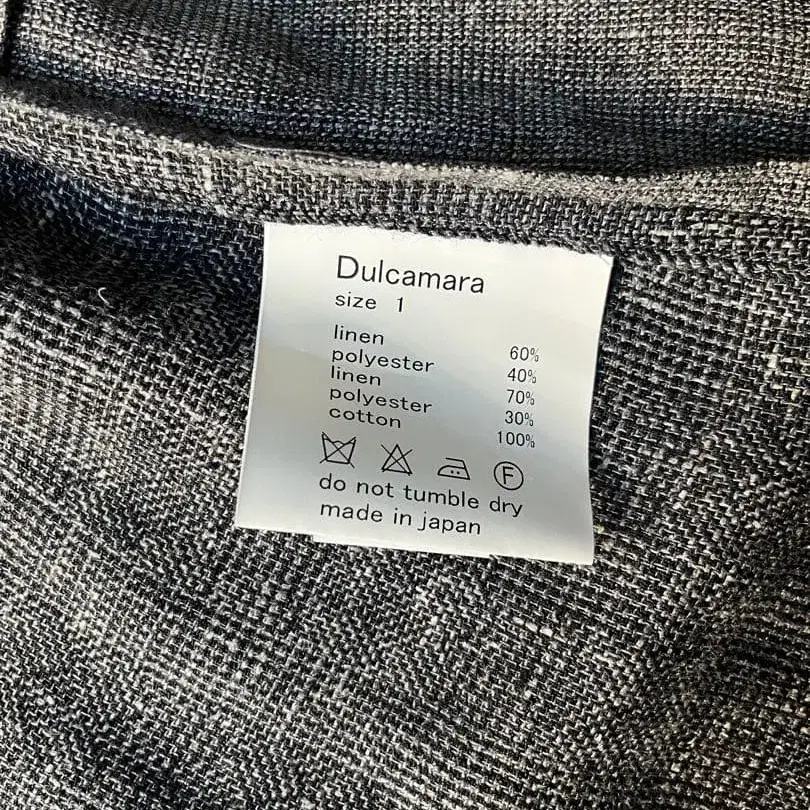 Dulcamara
size 1
linen 60%
polyester 40%
linen 70%
polyester 30%
cotton 100%
F
do not tumble dry
made in japan